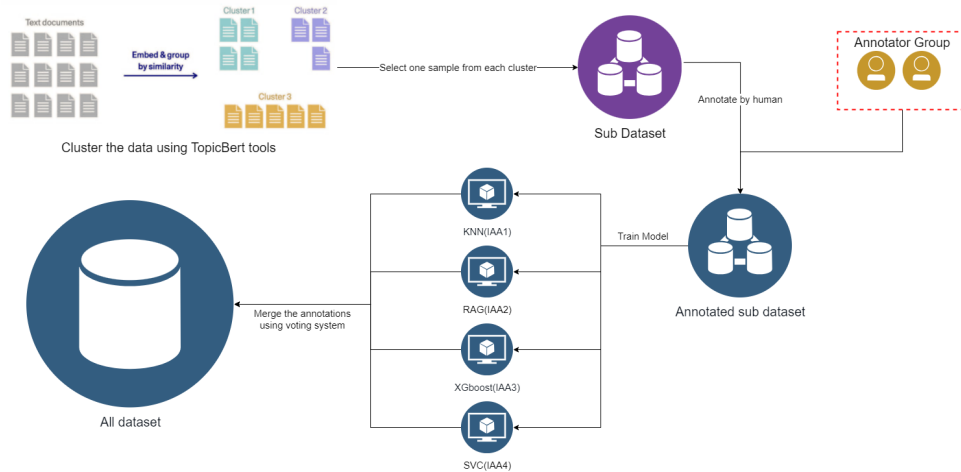 Text documents
Embed & group
by similarity
Cluster 1
Cluster 2
Cluster 3
Cluster the data using TopicBert tools
Select one sample from each cluster
Sub Dataset
Annotate by human
Annotator Group
Annotated sub dataset
Train Model
KNN(IAA1)
RAG(IAA2)
XGboost(IAA3)
SVC(IAA4)
Merge the annotations
using voting system
All dataset